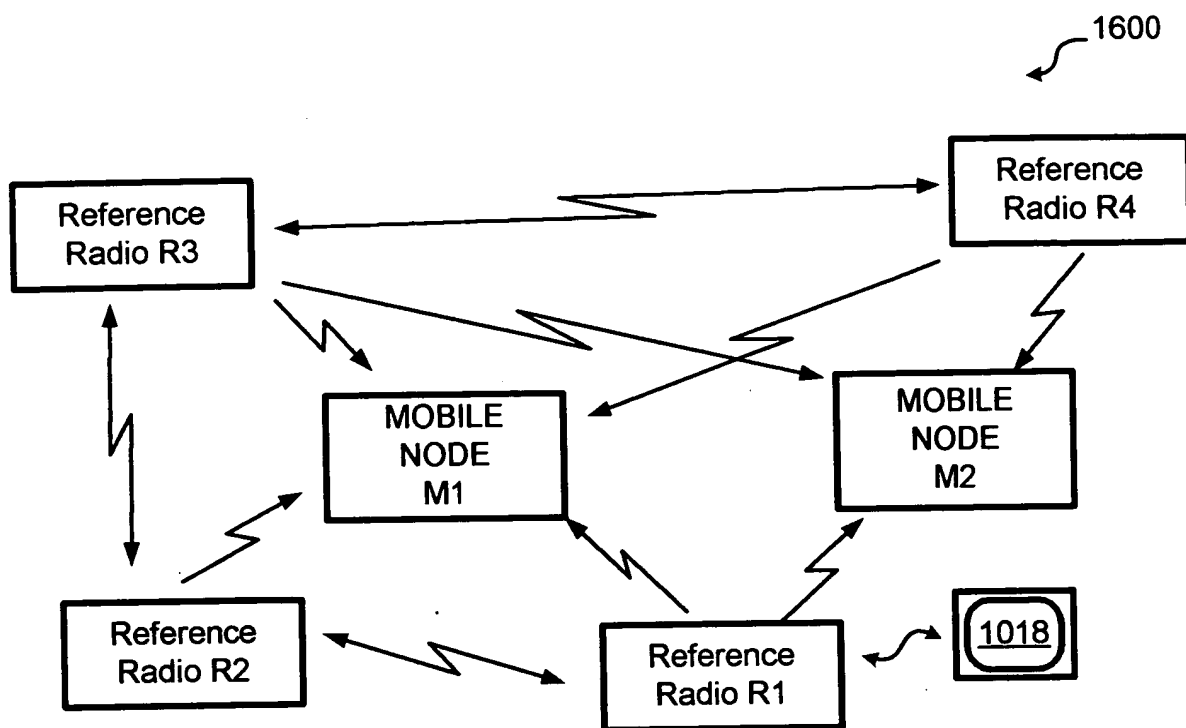 1600
Reference
Radio R3
Reference
Radio R4
MOBILE
NODE
M1
MOBILE
NODE
M2
Reference
Radio R2
Reference
Radio R1
1018